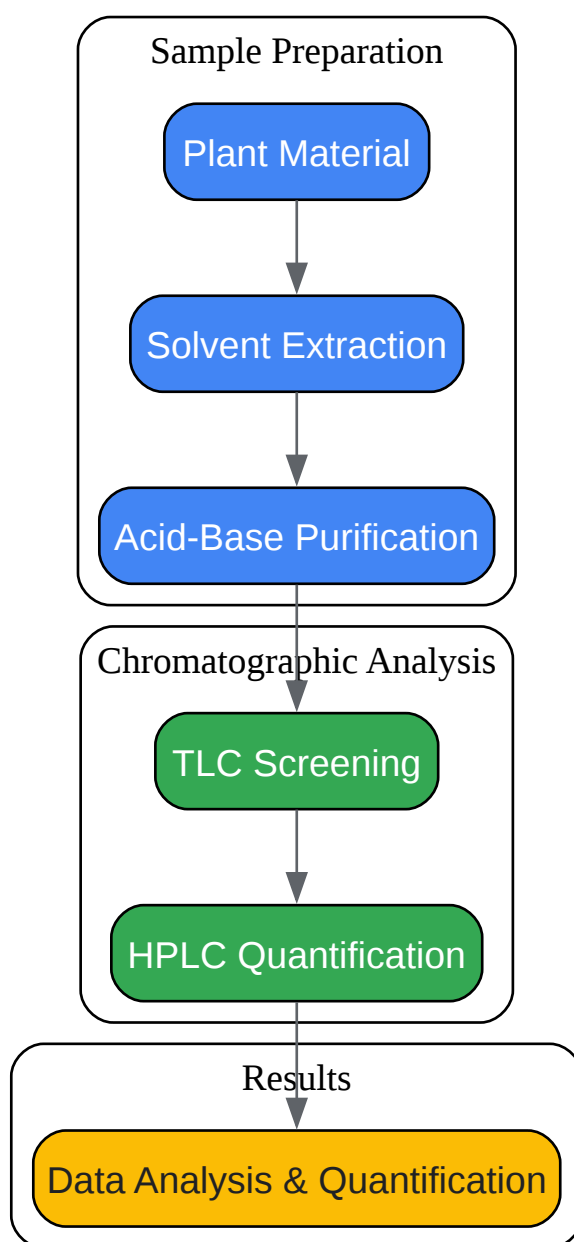 Sample Preparation
Plant Material
Solvent Extraction
Acid-Base Purification
Chromatographic Analysis
TLC Screening
HPLC Quantification
Results
Data Analysis & Quantification